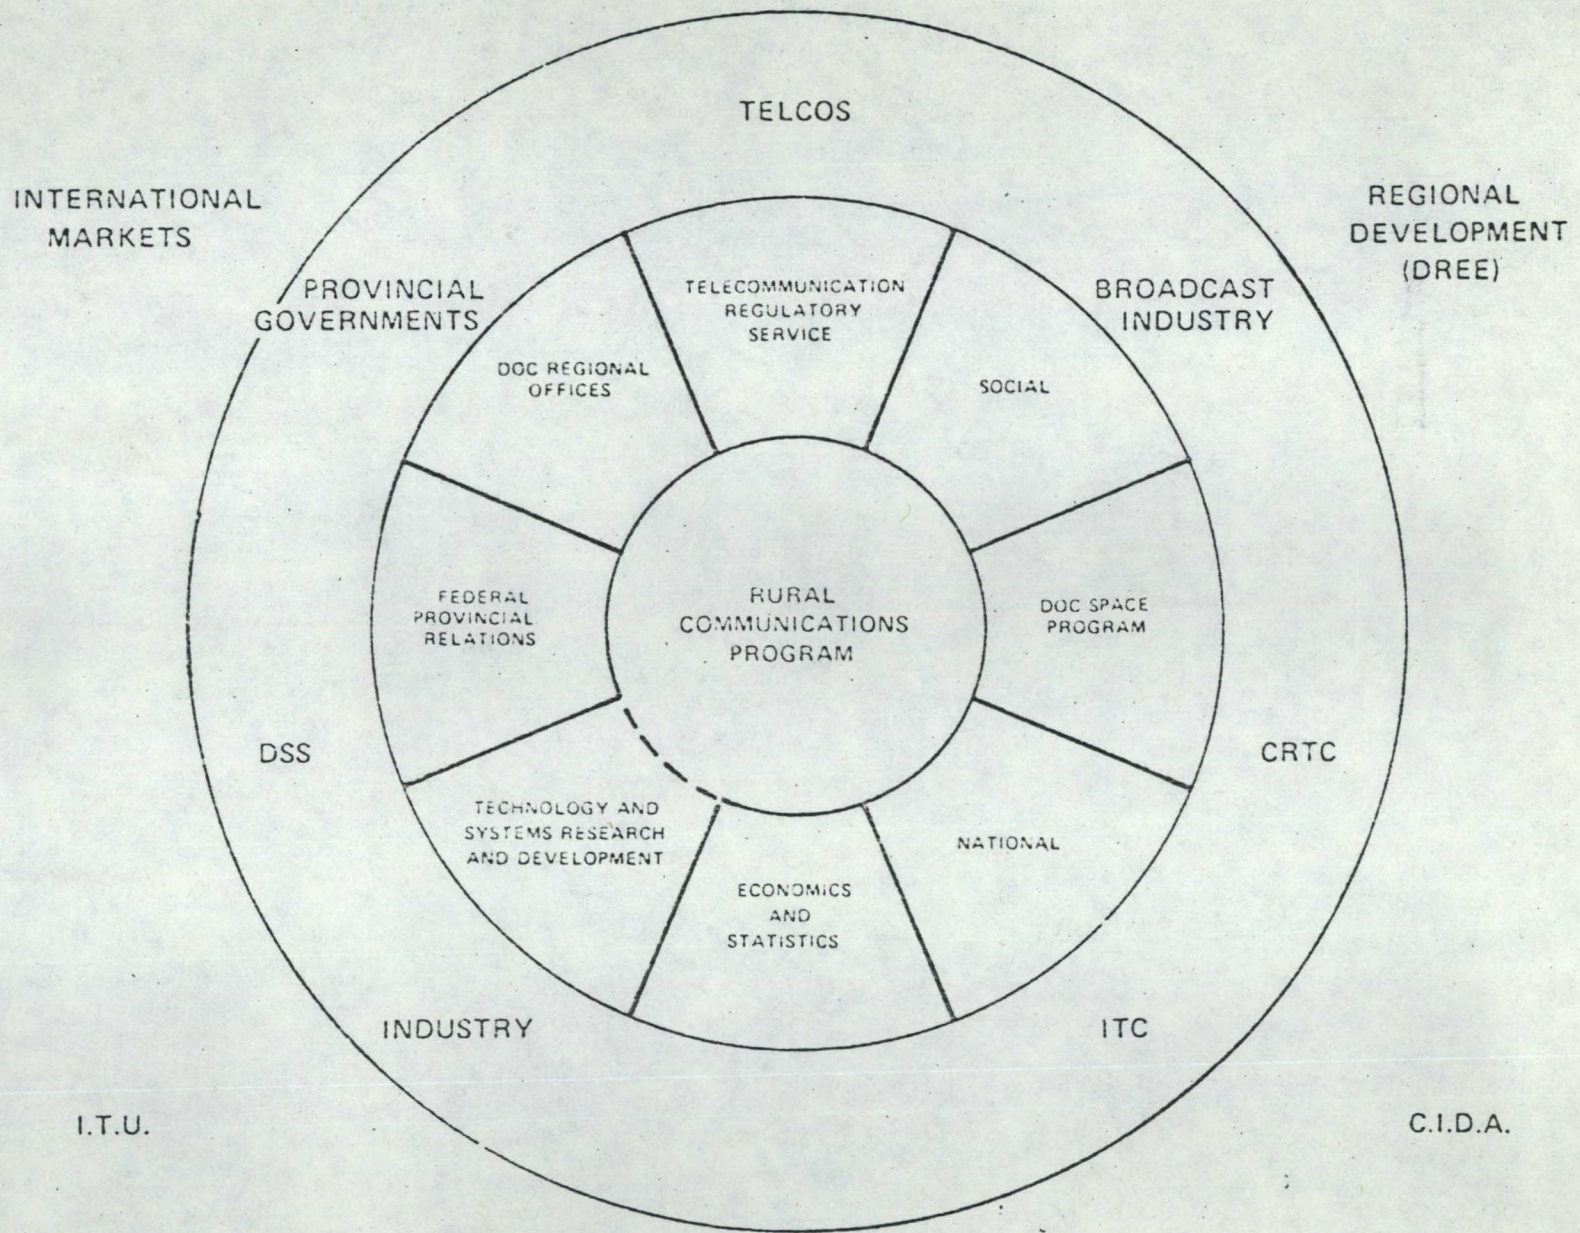 TELCOS
INTERNATIONAL
MARKETS
REGIONAL
DEVELOPMENT
(DREE)
PROVINCIAL
GOVERNMENTS
TELECOMMUNICATION
REGULATORY
SERVICE
BROADCAST
INDUSTRY
DOC REGIONAL
OFFICES
SOCIAL
FEDERAL
PROVINCIAL
RELATIONS
RURAL
COMMUNICATIONS
PROGRAM
DOC SPACE
PROGRAM
DSS
CRTC
TECHNOLOGY AND
SYSTEMS RESEARCH
AND DEVELOPMENT
NATIONAL
ECONOMICS
AND
STATISTICS
INDUSTRY
ITC
I.T.U.
C.I.D.A.